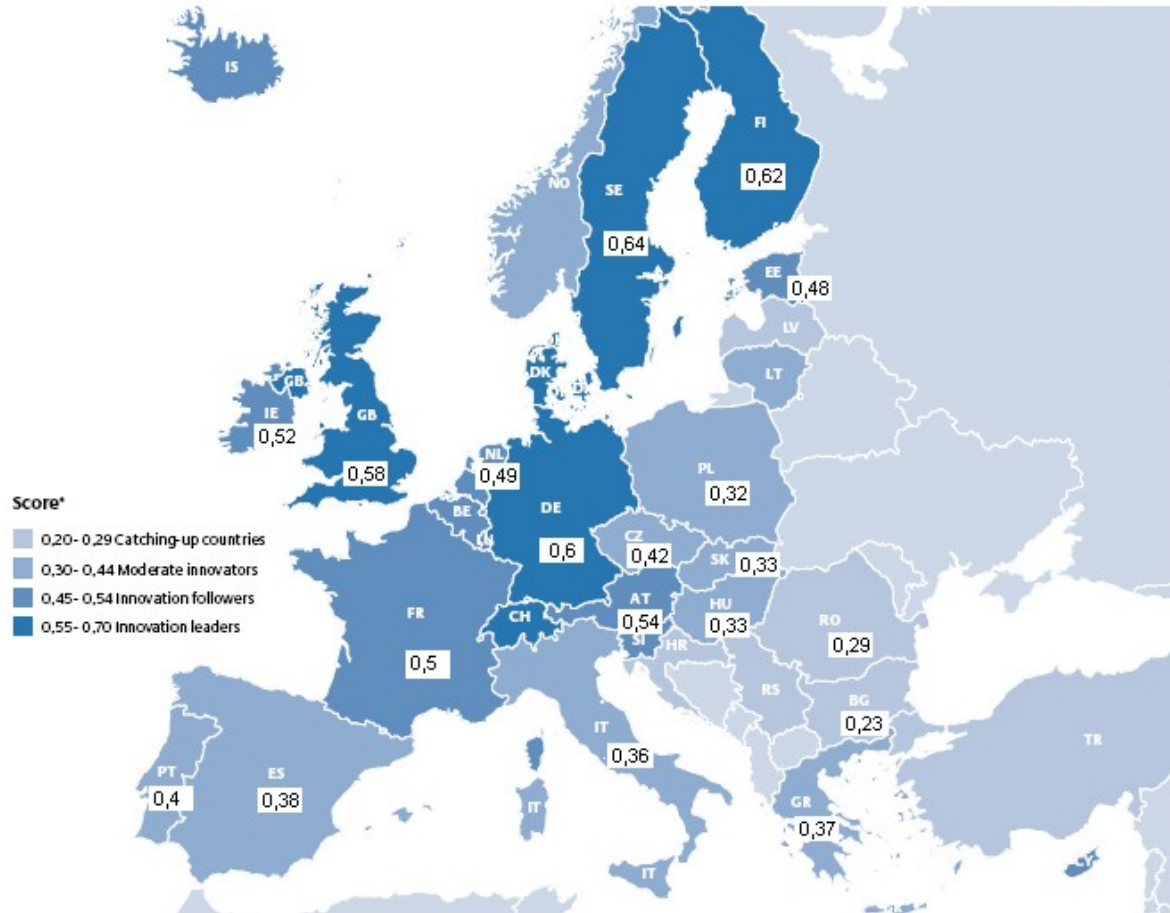 IS
FI
0,62
NO
SE
0,64
EE
0,48
LV
LT
DK
GB
IE
0,52
GB
0,58
NL
0,49
BE
DE
0,6
PL
0,32
CZ
0,42
SK
0,33
Score*
0,20- 0,29 Catching-up countries
0,30- 0,44 Moderate innovators
0,45- 0,54 Innovation followers
0,55- 0,70 Innovation leaders
FR
0,5
CH
AT
0,54
HU
0,33
SI
HR
RO
0,29
RS
BG
0,23
TR
IT
0,36
PT
0,4
ES
0,38
IT
GR
0,37
IT
CY